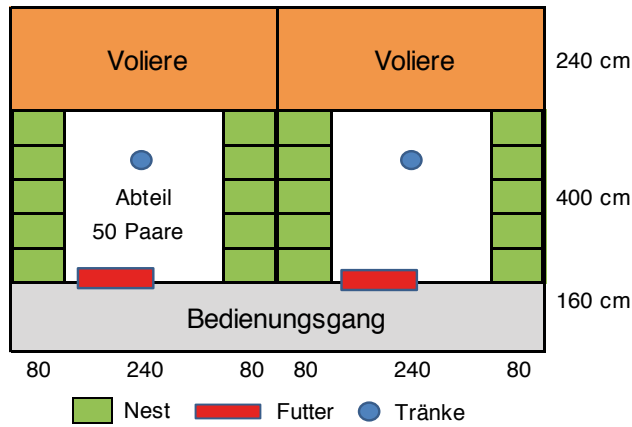 Voliere Voliere 240 cm
Abteil 400 cm
50 Paare
Bedienungsgang 160 cm
80 240 80 80 240 80
Nest Futter Tränke